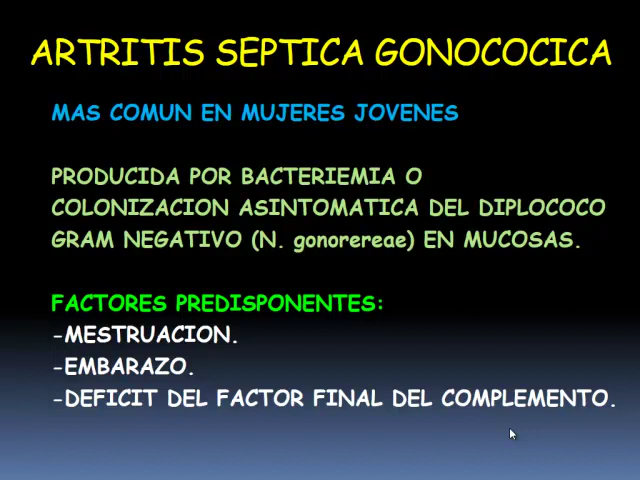 ARTRITIS SEPTICA GONOCOCICA
MAS COMUN EN MUJERES JOVENES
PRODUCIDA POR BACTERIEMIA O
COLONIZACION ASINTOMATICA DEL DIPLOCOCO
GRAM NEGATIVO (N. gonorereae) EN MUCOSAS.
FACTORES PREDISPONENTES:
-MESTRUACION.
-EMBARAZO.
-DEFICIT DEL FACTOR FINAL DEL COMPLEMENTO.